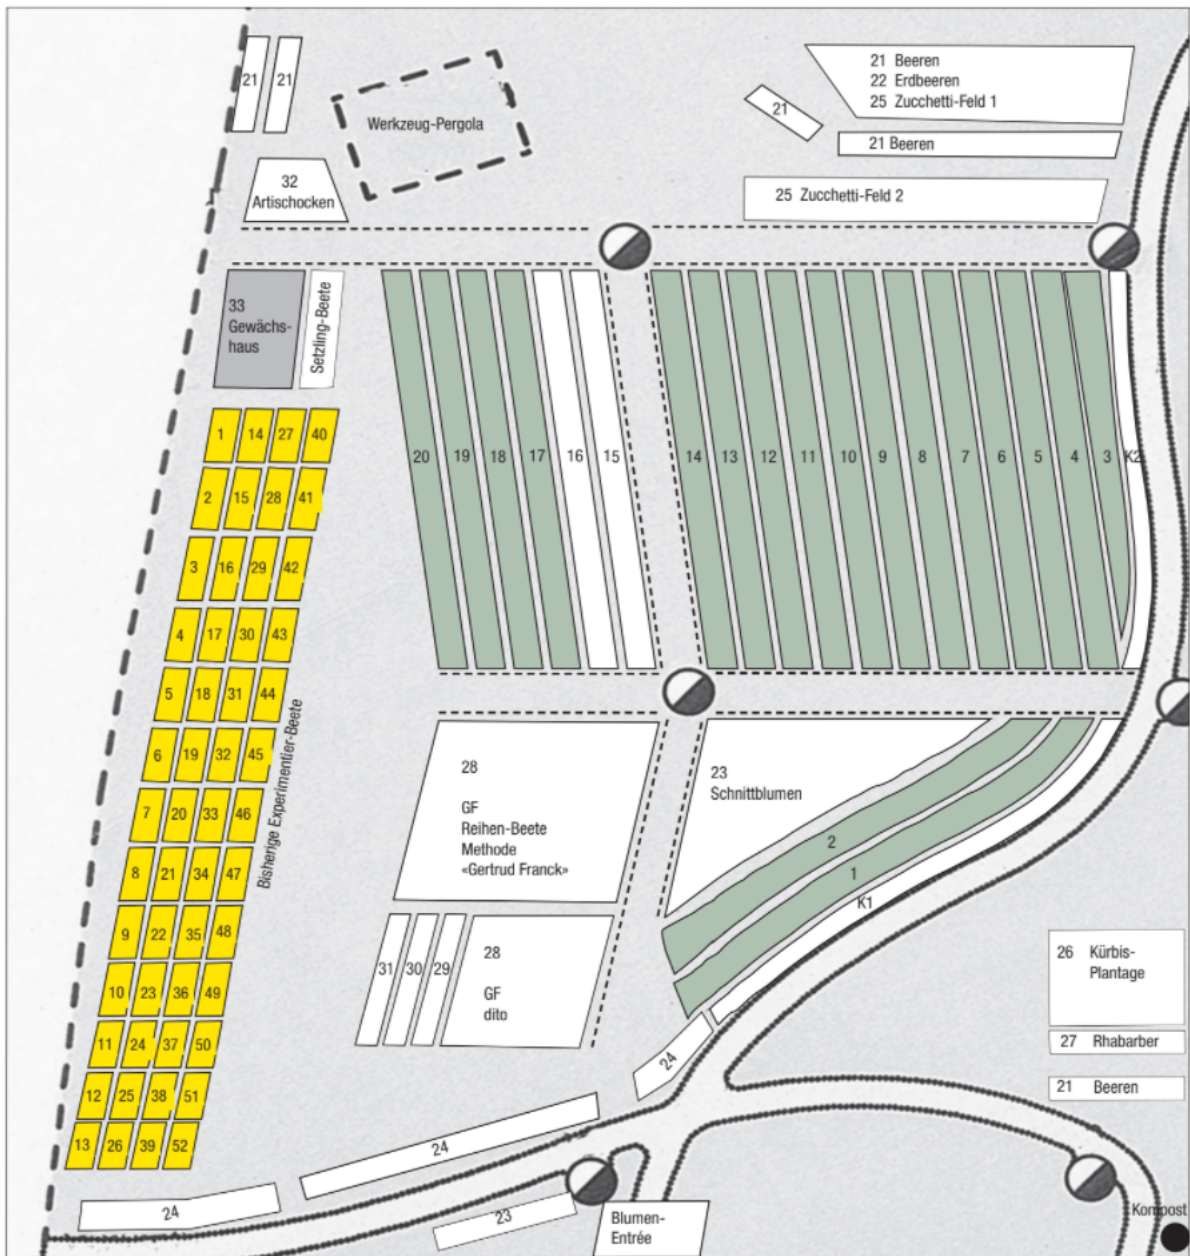 21
21
Werkzeug-Pergola
21 Beeren
22 Erdbeeren
25 Zucchetti-Feld 1
21
21 Beeren
32
Artischocken
25 Zucchetti-Feld 2
33
Gewächs-
haus
Setzling-Beete
20 19 18 17 16 15
14 13 12 11 10 9 8 7 6 5 4 3 K2
1 14 27 40
2 15 28 41
3 16 29 42
4 17 30 43
5 18 31 44
6 19 32 45
7 20 33 46
8 21 34 47
9 22 35 48
10 23 36 49
11 24 37 50
12 25 38 51
13 26 39 52
Bisherige Experimentier-Beete
28
GF
Reihen-Beete
Methode
«Gertrud Franck»
23
Schnittblumen
2
1
K1
31 30 29
28
GF
dito
26 Kürbis-
Plantage
27 Rhabarber
21 Beeren
24
24
24
23
Blumen-
Entrée
Kompost